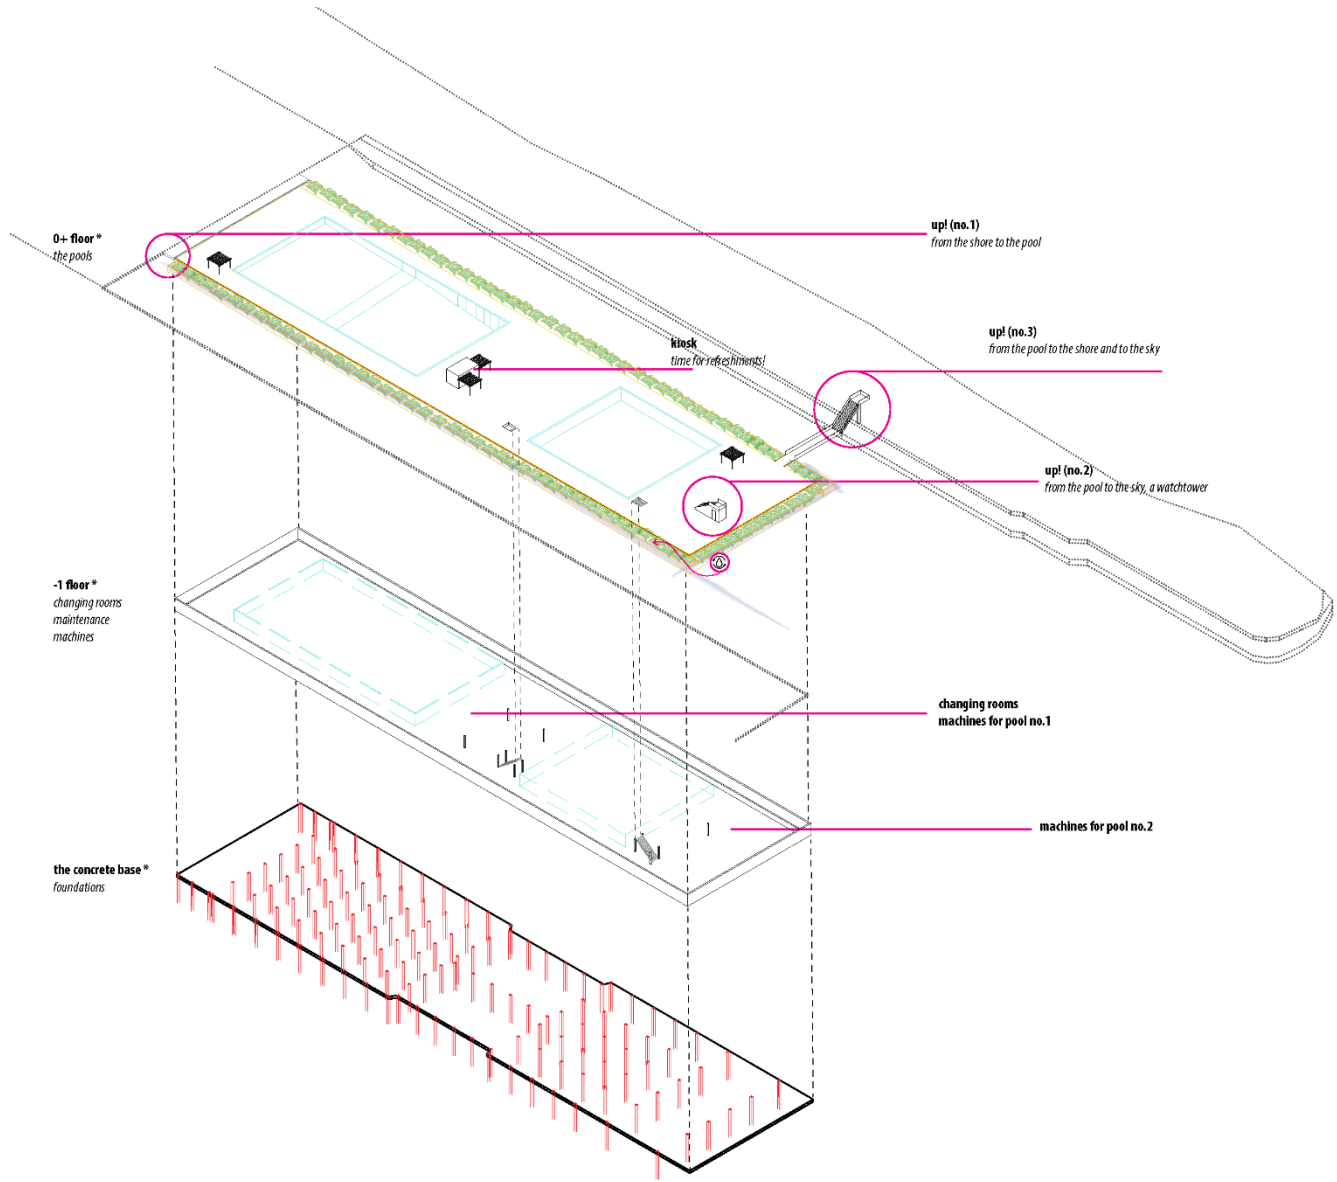 up! (no.1)
from the shore to the pool
0+ floor *
the pools
up! (no.3)
from the pool to the shore and to the sky
kiosk
time for refreshments!
up! (no.2)
from the pool to the sky, a watchtower
-1 floor *
changing rooms
maintenance
machines
changing rooms
machines for pool no.1
machines for pool no.2
the concrete base *
foundations